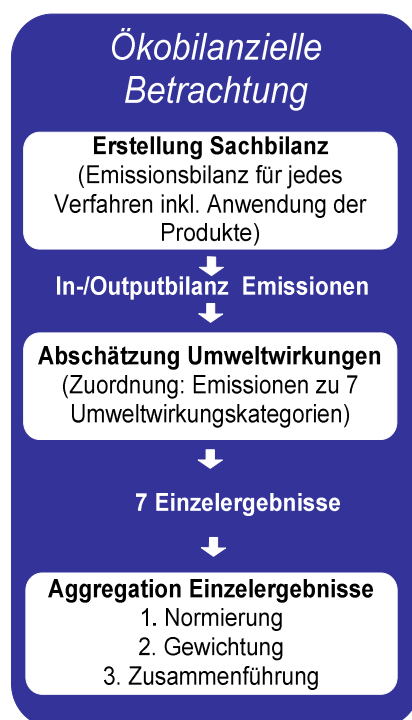 Ökobilanzielle
Betrachtung
Erstellung Sachbilanz
(Emissionsbilanz für jedes
Verfahren inkl. Anwendung der
Produkte)
In-/Outputbilanz Emissionen
Abschätzung Umweltwirkungen
(Zuordnung: Emissionen zu 7
Umweltwirkungskategorien)
7 Einzelergebnisse
Aggregation Einzelergebnisse
1. Normierung
2. Gewichtung
3. Zusammenführung